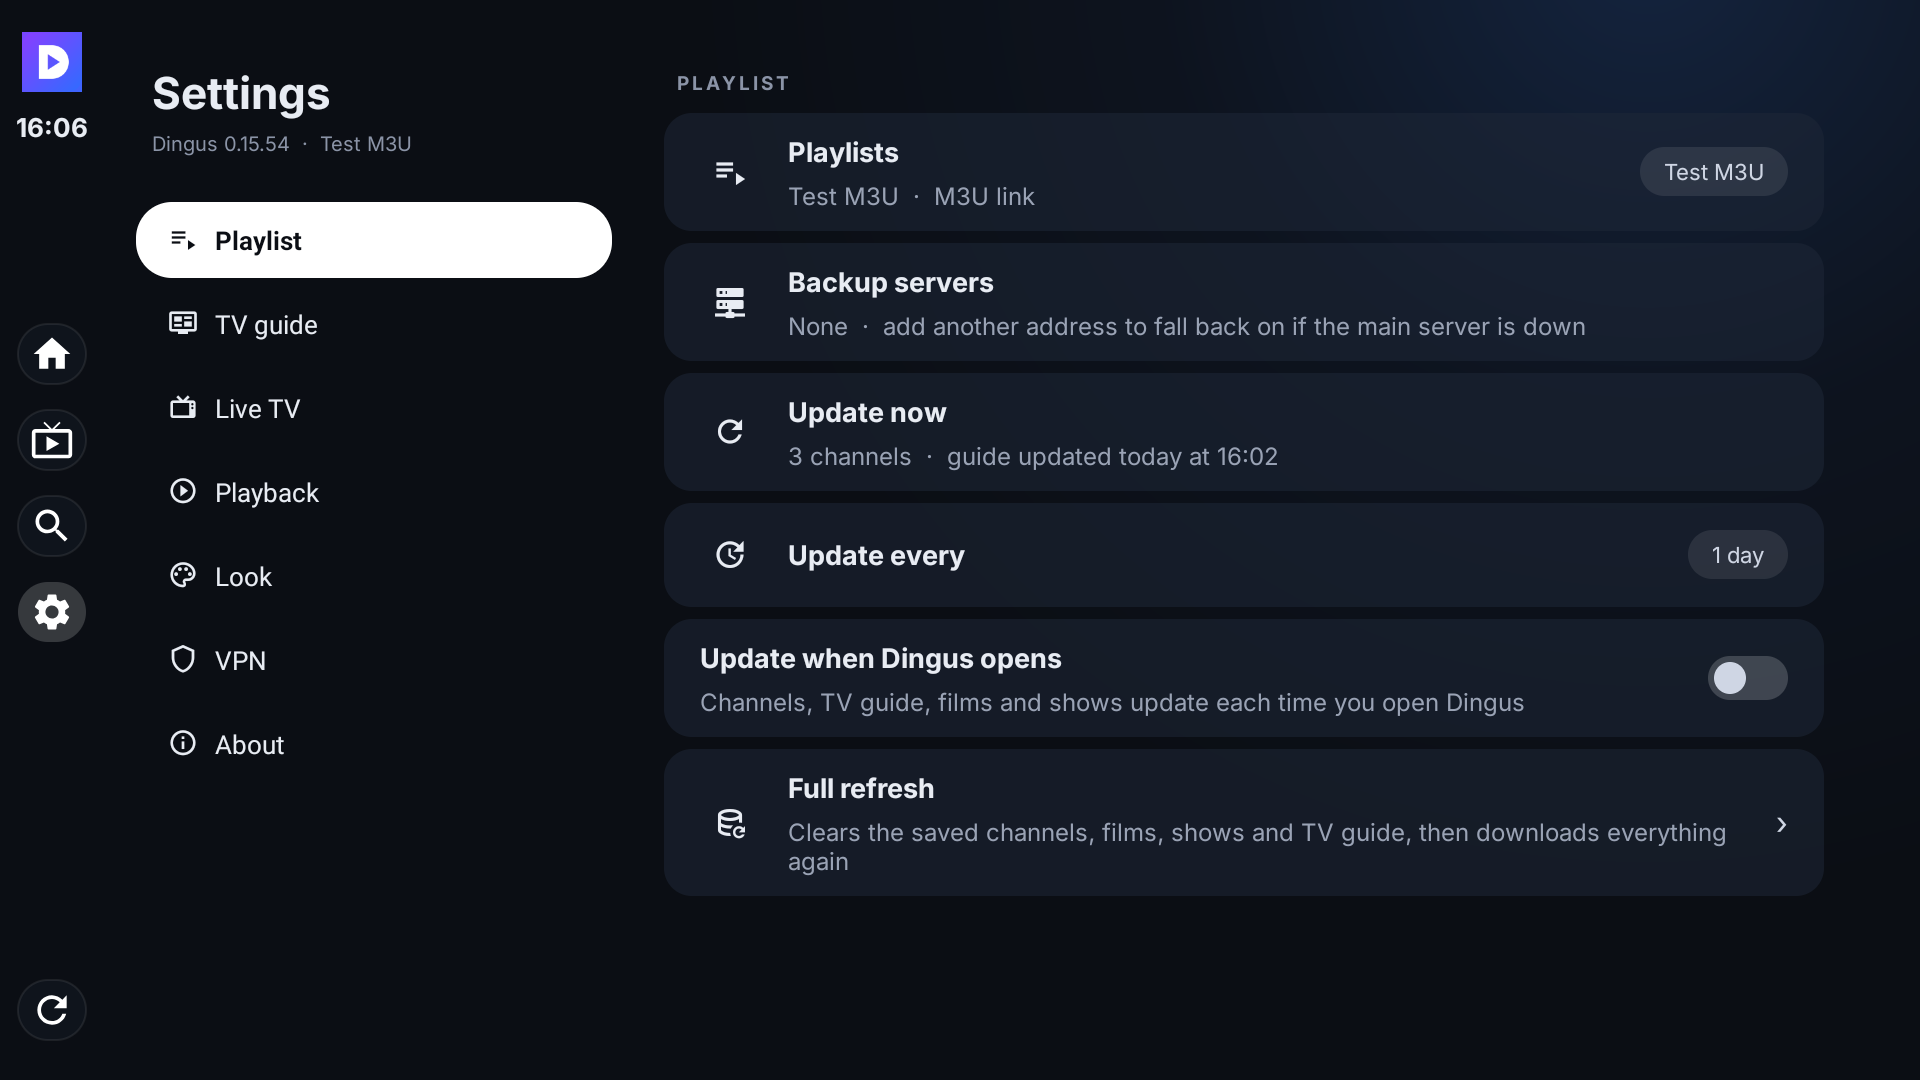 16:06
Settings
Dingus 0.15.54 · Test M3U
Playlist
TV guide
Live TV
Playback
Look
VPN
About
PLAYLIST
Playlists
Test M3U · M3U link
Test M3U
Backup servers
None · add another address to fall back on if the main server is down
Update now
3 channels · guide updated today at 16:02
Update every
1 day
Update when Dingus opens
Channels, TV guide, films and shows update each time you open Dingus
Full refresh
Clears the saved channels, films, shows and TV guide, then downloads everything
again